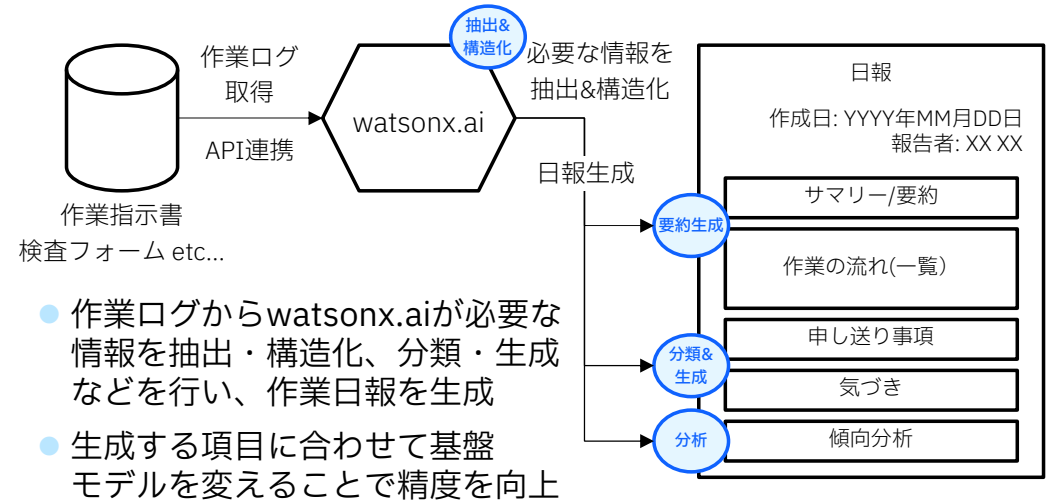 作業ログ
取得
API連携
作業指示書
検査フォーム etc...
watsonx.ai
抽出&
構造化
必要な情報を
抽出&構造化
日報生成
要約生成
分類&
生成
分析
日報
作成日: YYYY年MM月DD日
報告者: XX XX
サマリー/要約
作業の流れ(一覧）
申し送り事項
気づき
傾向分析
作業ログからwatsonx.aiが必要な
情報を抽出・構造化、分類・生成
などを行い、作業日報を生成
生成する項目に合わせて基盤
モデルを変えることで精度を向上